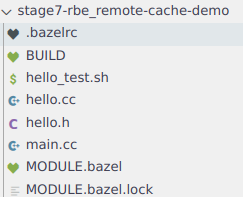 stage7-rbe_remote-cache-demo
.bazelrc
BUILD
$ hello_test.sh
hello.cc
C hello.h
main.cc
MODULE.bazel
MODULE.bazel.lock